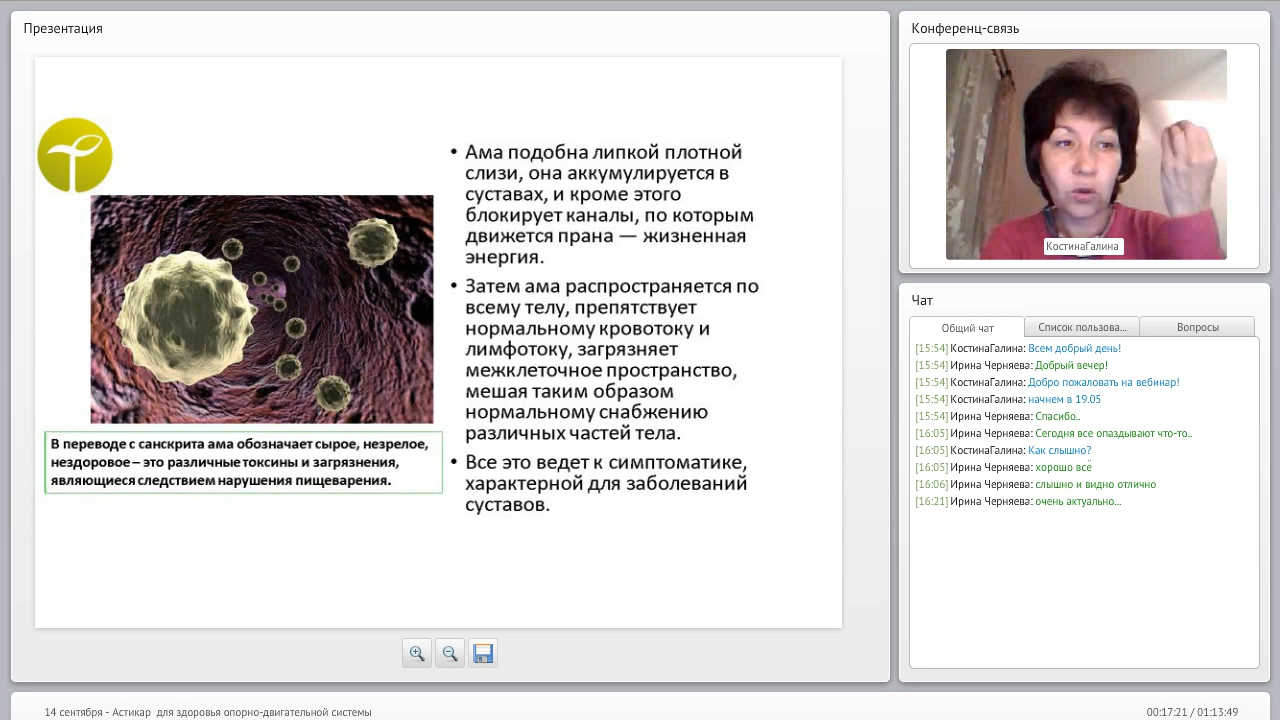 Презентация
Ама подобна липкой плотной
слизи, она аккумулируется в
суставах, и кроме этого
блокирует каналы, по которым
движется прана — жизненная
энергия.
Затем ама распространяется по
всему телу, препятствует
нормальному кровотоку и
лимфотоку, загрязняет
межклеточное пространство,
мешая таким образом
нормальному снабжению
различных частей тела.
Все это ведет к симптоматике,
характерной для заболеваний
суставов.
В переводе с санскрита ама обозначает сырое, незрелое,
нездоровое – это различные токсины и загрязнения,
являющиеся следствием нарушения пищеварения.
Конференц-связь
КостинаГалина
Чат
Общий чат Список пользова... Вопросы
[15:54] КостинаГалина: Всем добрый день!
[15:54] Ирина Черняева: Добрый вечер!
[15:54] КостинаГалина: Добро пожаловать на вебинар!
[15:54] КостинаГалина: начнем в 19.05
[15:54] Ирина Черняева: Спасибо..
[16:05] Ирина Черняева: Сегодня все опаздывают что-то..
[16:05] КостинаГалина: Как слышно?
[16:05] Ирина Черняева: хорошо всё
[16:06] Ирина Черняева: слышно и видно отлично
[16:21] Ирина Черняева: очень актуально...
14 сентября - Астикар для здоровья опорно-двигательной системы
00:17:21 / 01:13:49